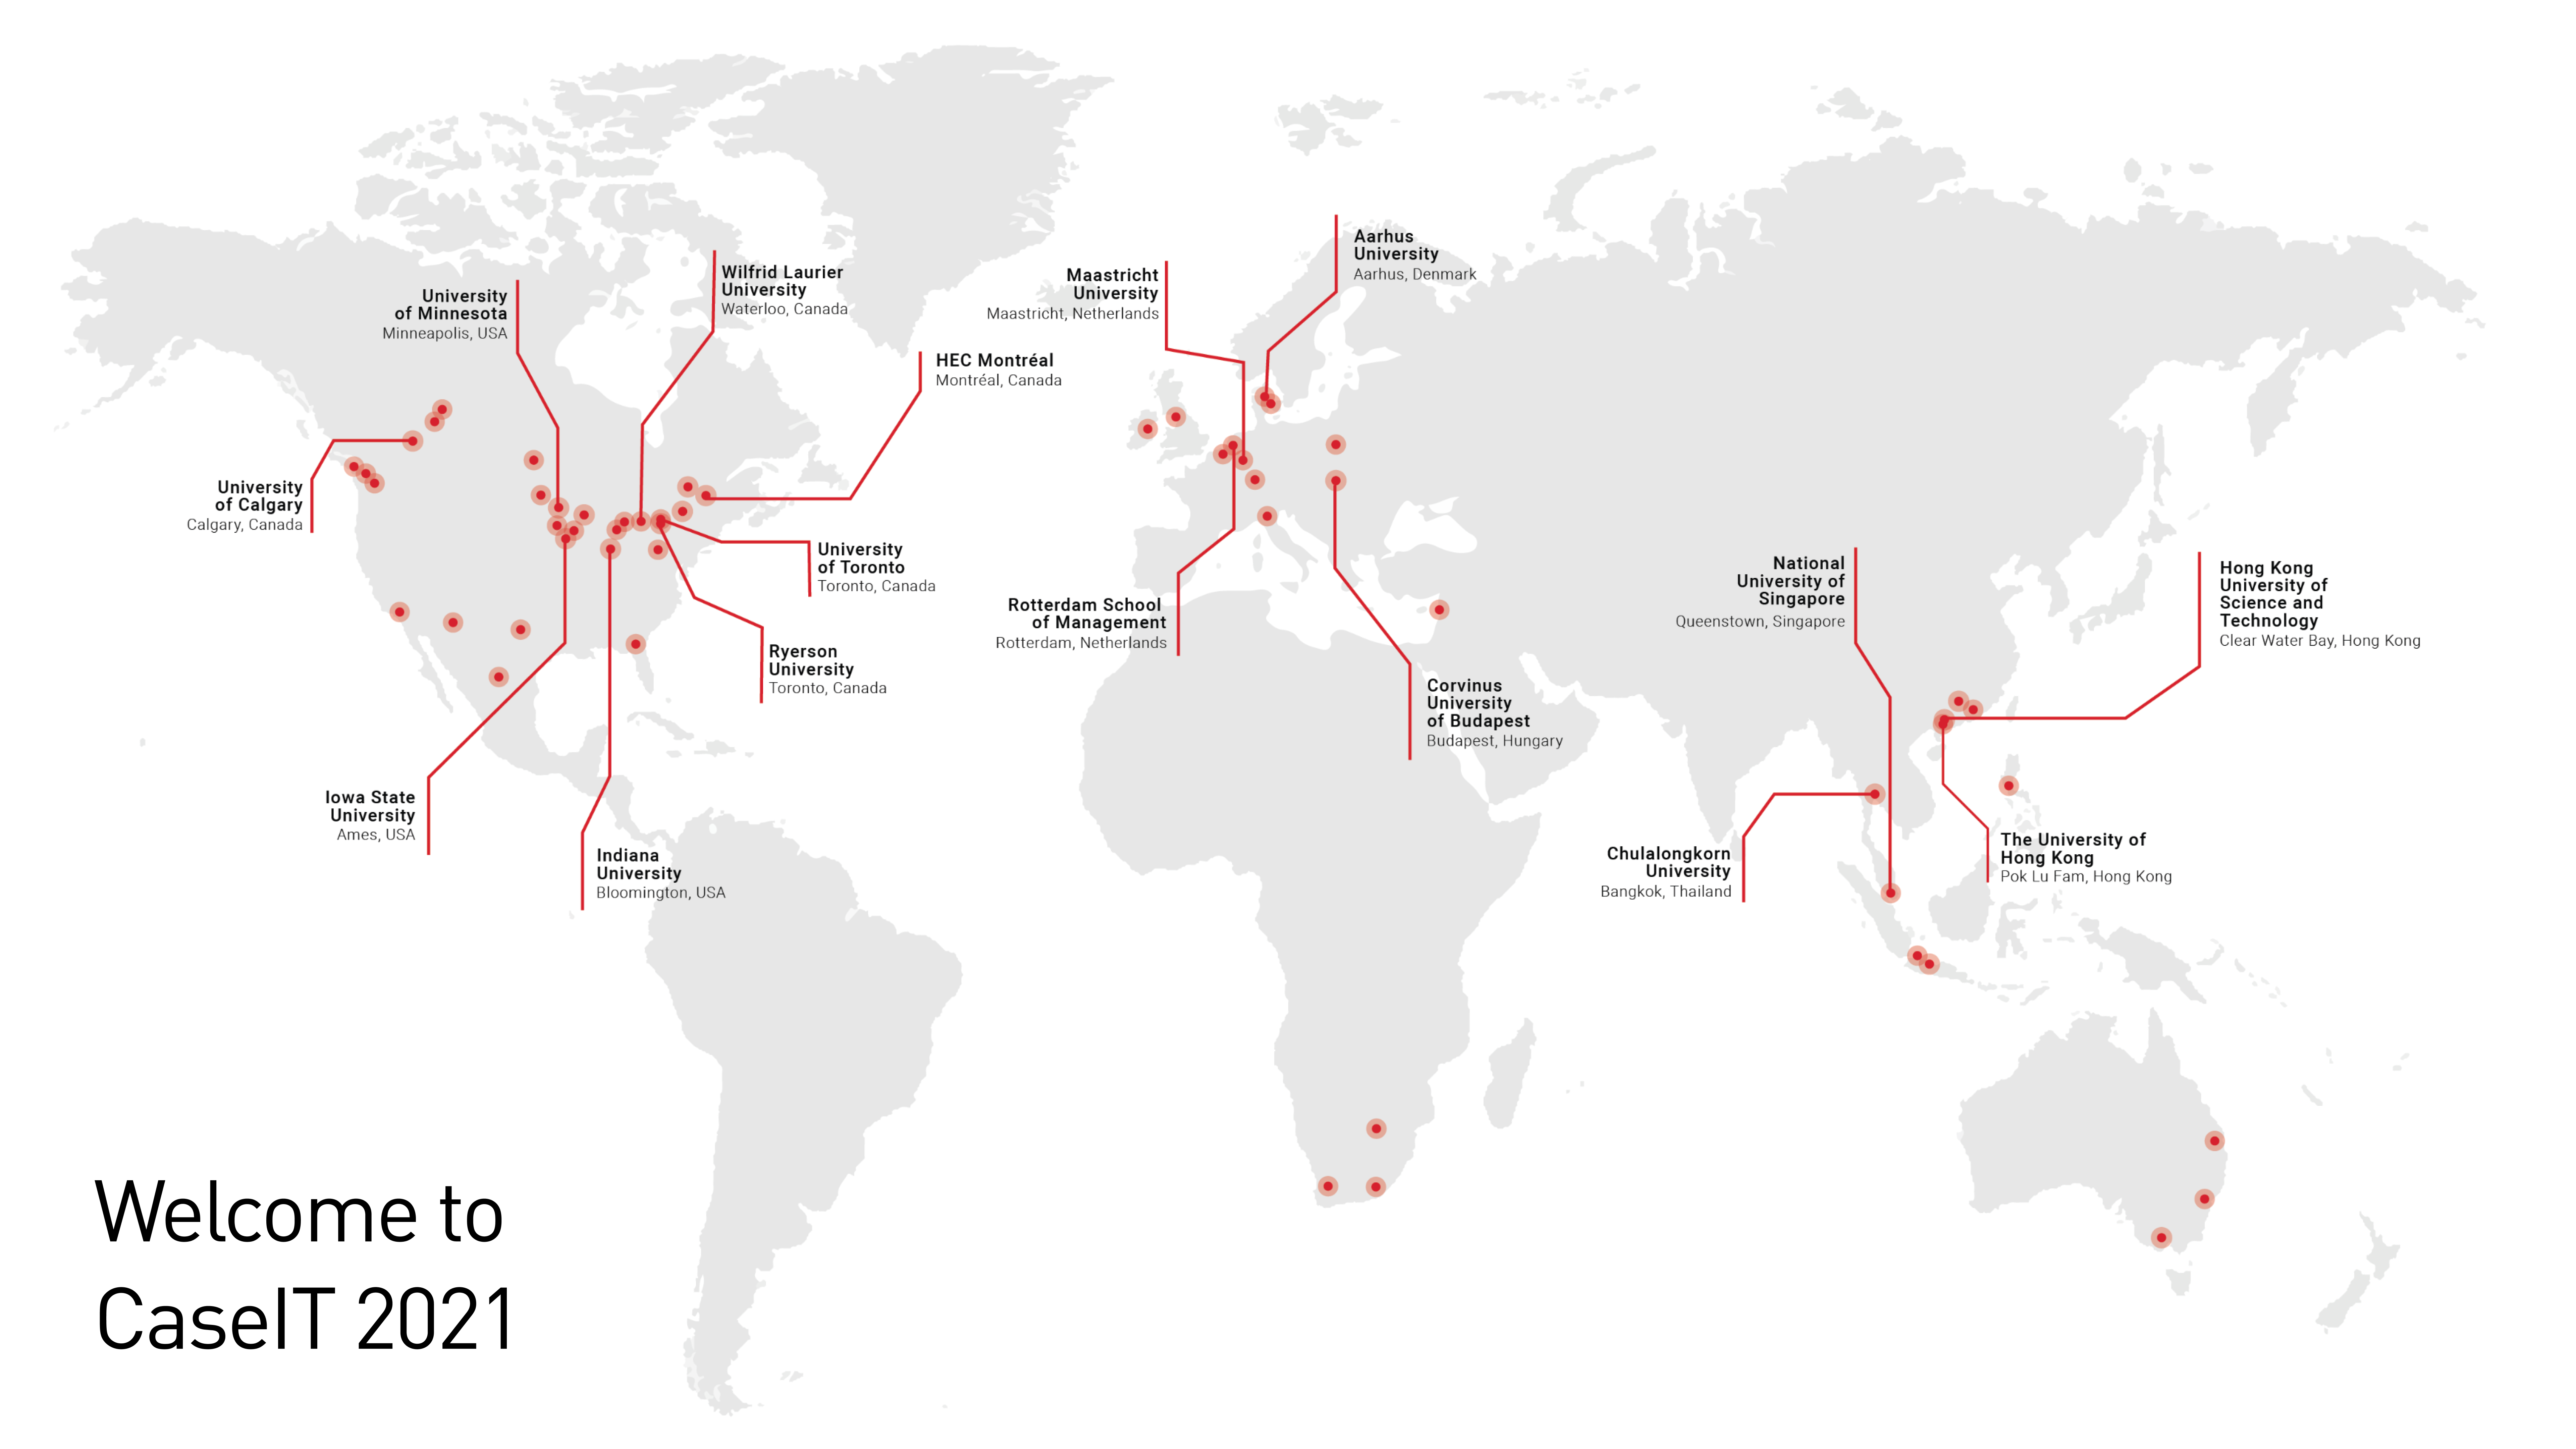 Aarhus
University
Aarhus, Denmark
Wilfrid Laurier
University
Waterloo, Canada
Maastricht
University
Maastricht, Netherlands
University
of Minnesota
Minneapolis, USA
HEC Montréal
Montréal, Canada
University
of Calgary
Calgary, Canada
University
of Toronto
Toronto, Canada
National
University of
Singapore
Queenstown, Singapore
Hong Kong
University of
Science and
Technology
Clear Water Bay, Hong Kong
Rotterdam School
of Management
Rotterdam, Netherlands
Ryerson
University
Toronto, Canada
Corvinus
University
of Budapest
Budapest, Hungary
Iowa State
University
Ames, USA
Indiana
University
Bloomington, USA
Chulalongkorn
University
Bangkok, Thailand
The University of
Hong Kong
Pok Lu Fam, Hong Kong
Welcome to
CaseIT 2021